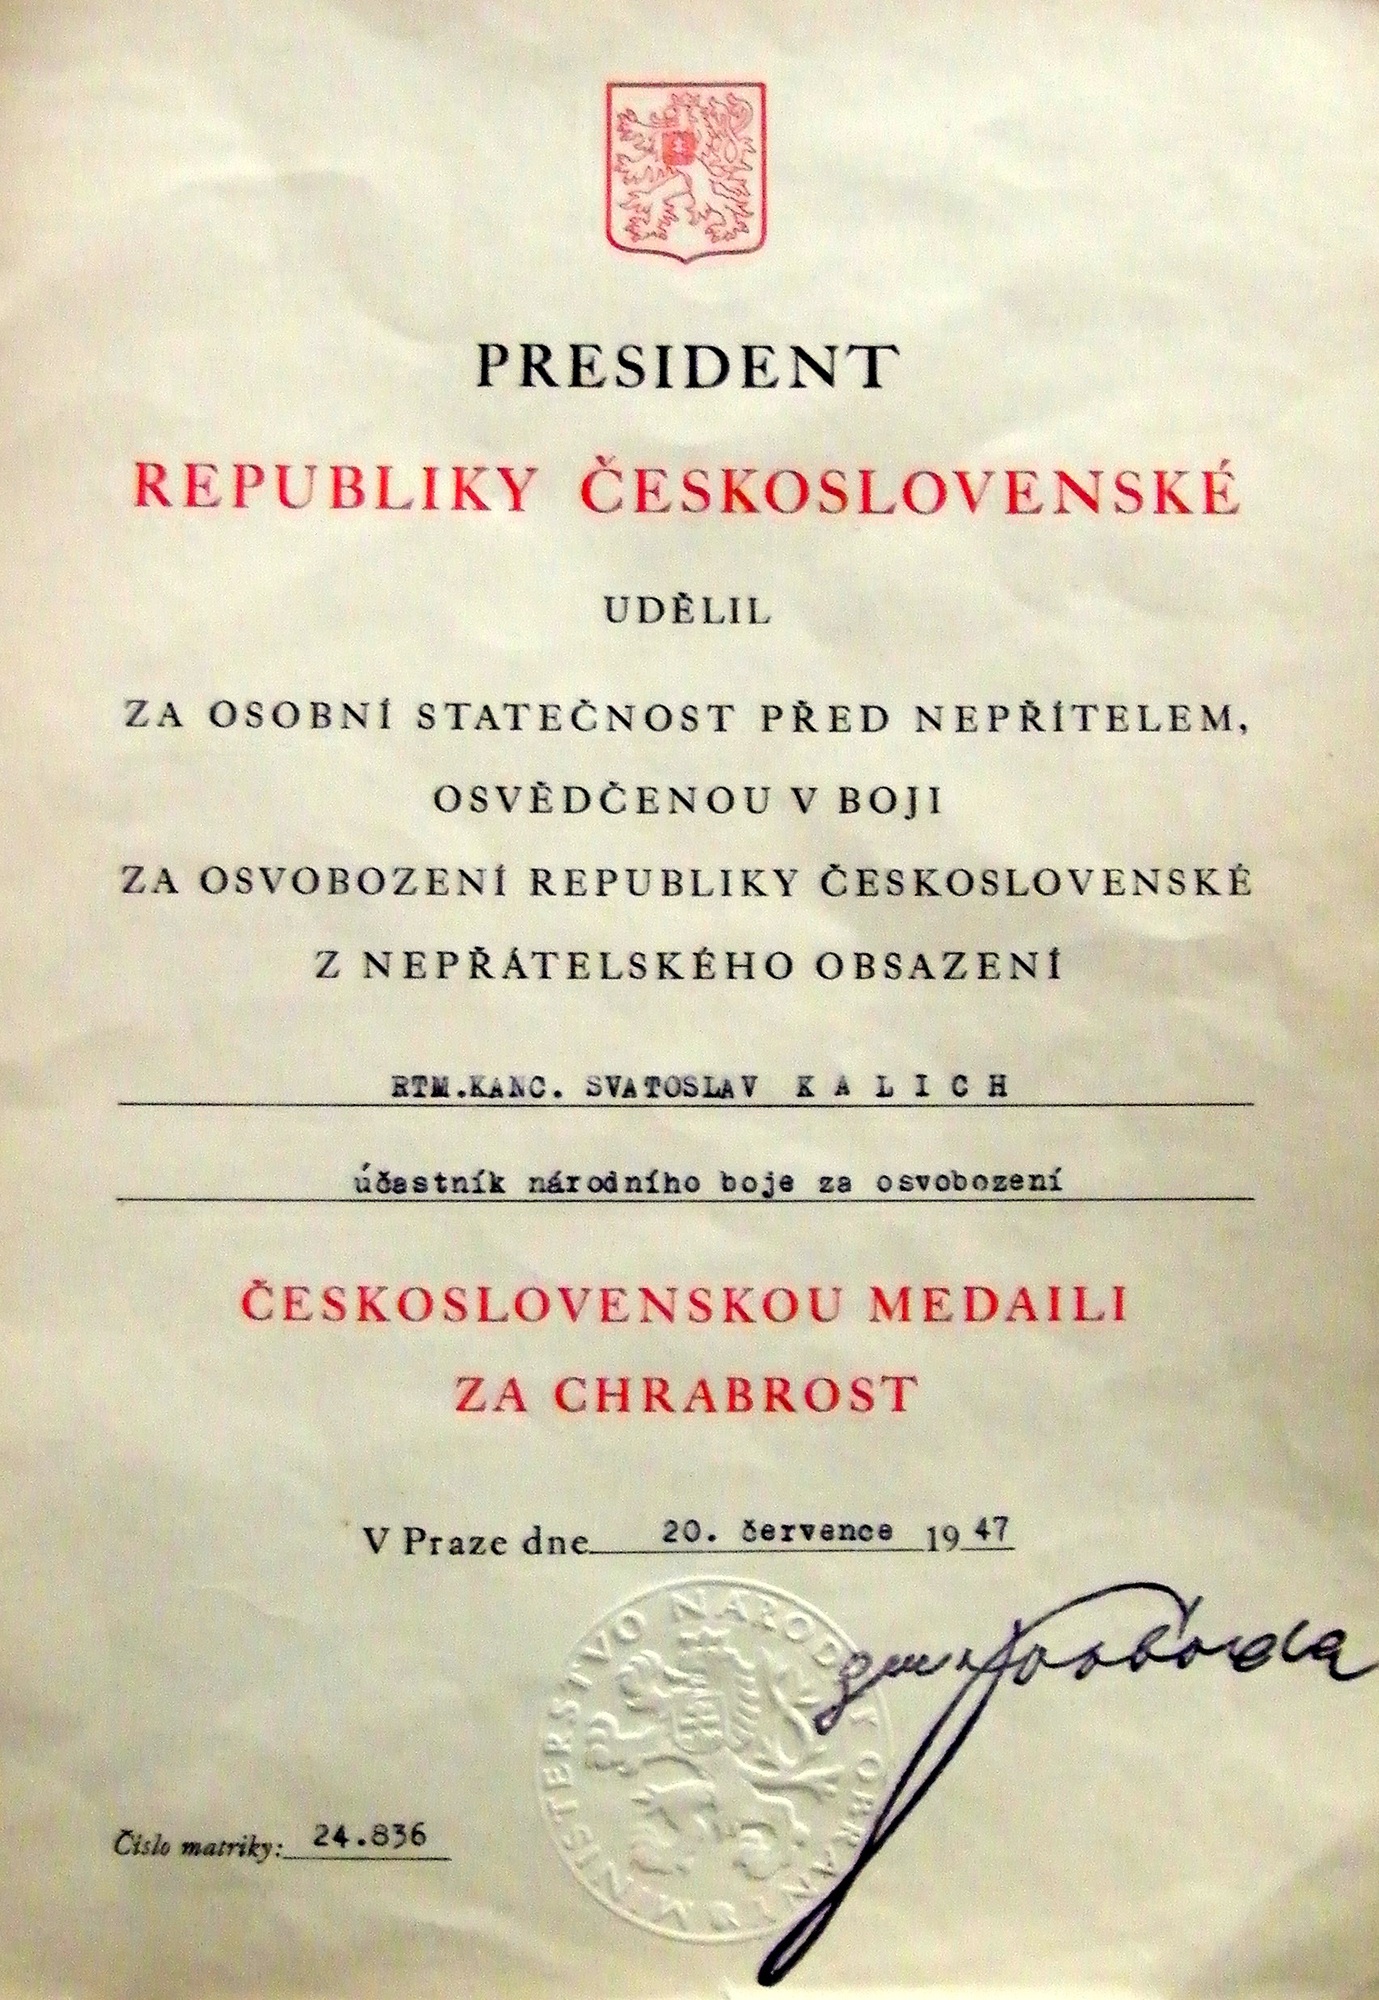 PRESIDENT
REPUBLIKY ČESKOSLOVENSKÉ
UDĚLIL
ZA OSOBNÍ STATEČNOST PŘED NEPŘÍTELEM,
OSVĚDČENOU V BOJI
ZA OSVOBOZENÍ REPUBLIKY ČESKOSLOVENSKÉ
Z NEPŘÁTELSKÉHO OBSAZENÍ
RTM.KANC. SVATOSLAV K A L I C H
účastník národního boje za osvobození
ČESKOSLOVENSKOU MEDAILI
ZA CHRABROST
V Praze dne 20. července 1947
MINISTERSTVO NÁRODNÍ OBRANY
gen Svoboda
Číslo matriky: 24.836